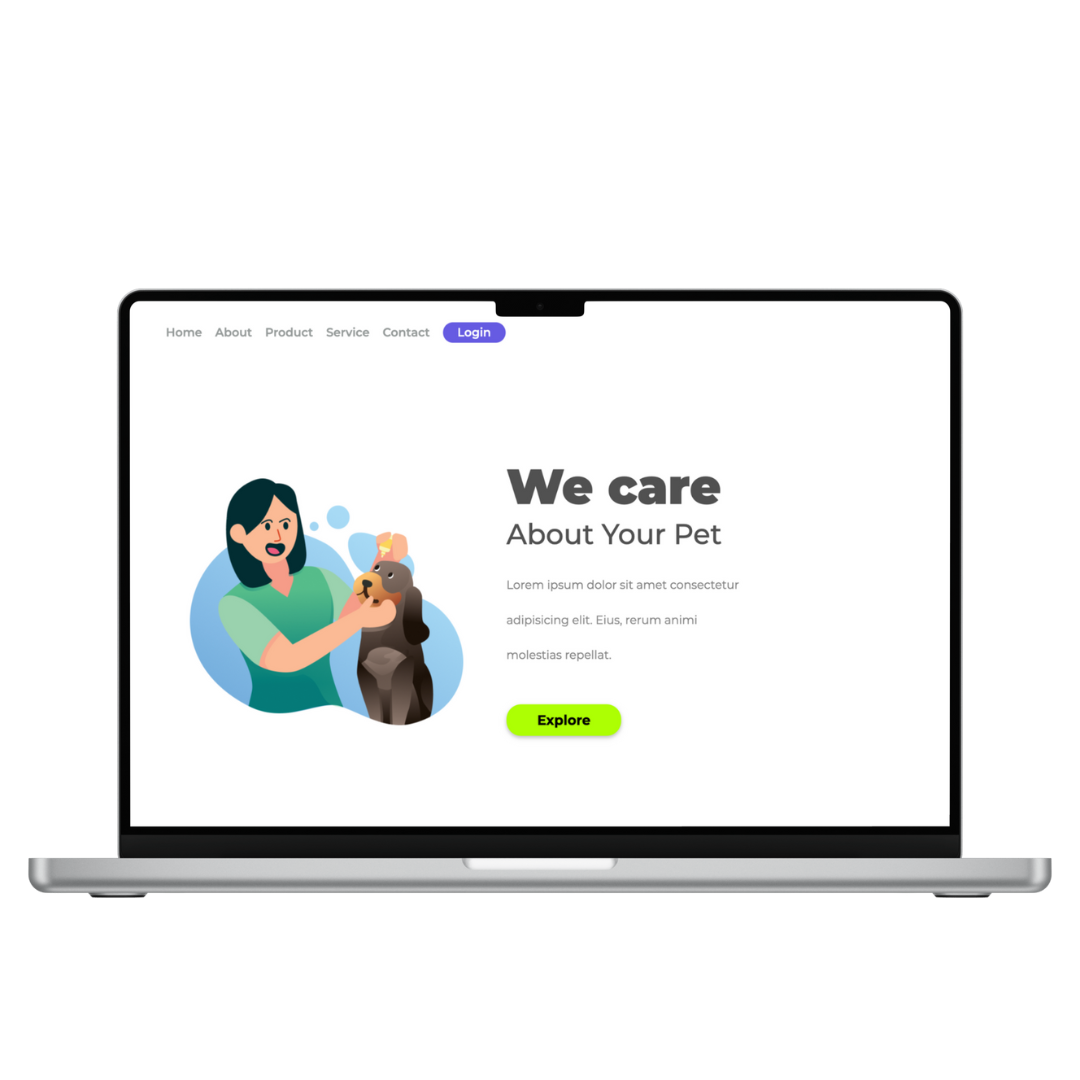 Home About Product Service Contact Login
We care
About Your Pet
Lorem ipsum dolor sit amet consectetur
adipisicing elit. Eius, rerum animi
molestias repellat.
Explore